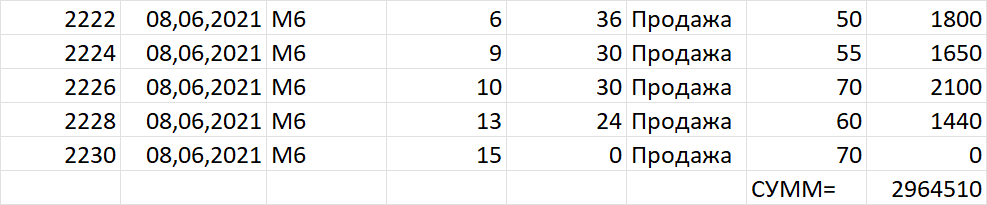 2222 08,06,2021 М6 6 36 Продажа 50 1800
2224 08,06,2021 М6 9 30 Продажа 55 1650
2226 08,06,2021 М6 10 30 Продажа 70 2100
2228 08,06,2021 М6 13 24 Продажа 60 1440
2230 08,06,2021 М6 15 0 Продажа 70 0
СУММ= 2964510